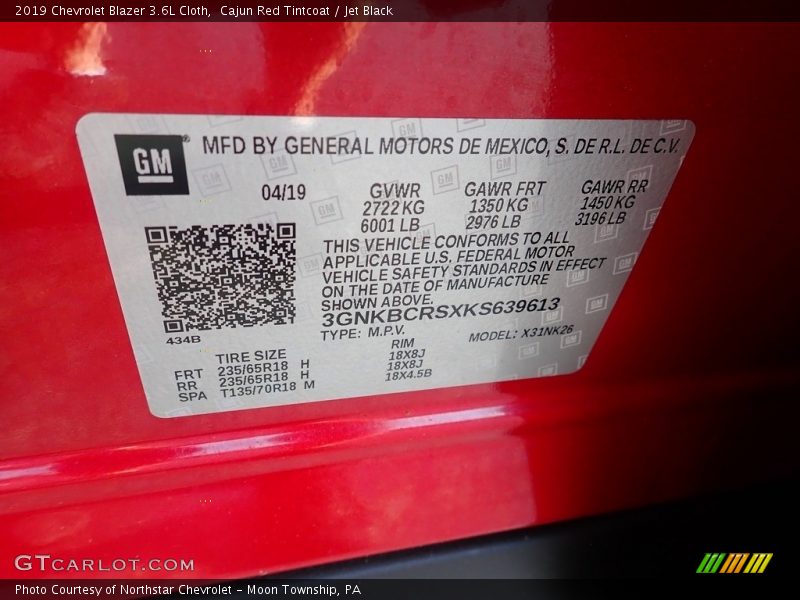 2019 Chevrolet Blazer 3.6L Cloth, Cajun Red Tintcoat / Jet Black
GM
MFD BY GENERAL MOTORS DE MEXICO, S. DE R.L. DE C.V.
04/19
GVWR GAWR FRT GAWR RR
2722 KG 1350 KG 1450 KG
6001 LB 2976 LB 3196 LB
THIS VEHICLE CONFORMS TO ALL
APPLICABLE U.S. FEDERAL MOTOR
VEHICLE SAFETY STANDARDS IN EFFECT
ON THE DATE OF MANUFACTURE
SHOWN ABOVE.
3GNKBCRSXKS639613
434B
TYPE: M.P.V. MODEL: X31NK26
TIRE SIZE RIM
FRT 235/65R18 H 18X8J
RR 235/65R18 H 18X8J
SPA T135/70R18 M 18X4.5B
GTCARLOT.COM
Photo Courtesy of Northstar Chevrolet - Moon Township, PA